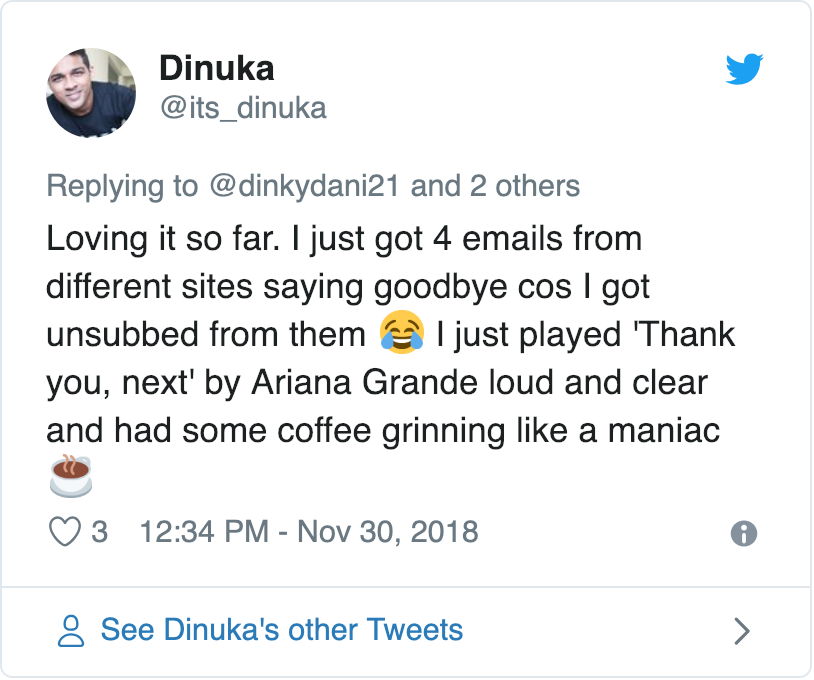 Dinuka
@its_dinuka
Replying to @dinkydani21 and 2 others
Loving it so far. I just got 4 emails from
different sites saying goodbye cos I got
unsubbed from them 😂 I just played 'Thank
you, next' by Ariana Grande loud and clear
and had some coffee grinning like a maniac
☕
3 12:34 PM - Nov 30, 2018
See Dinuka's other Tweets